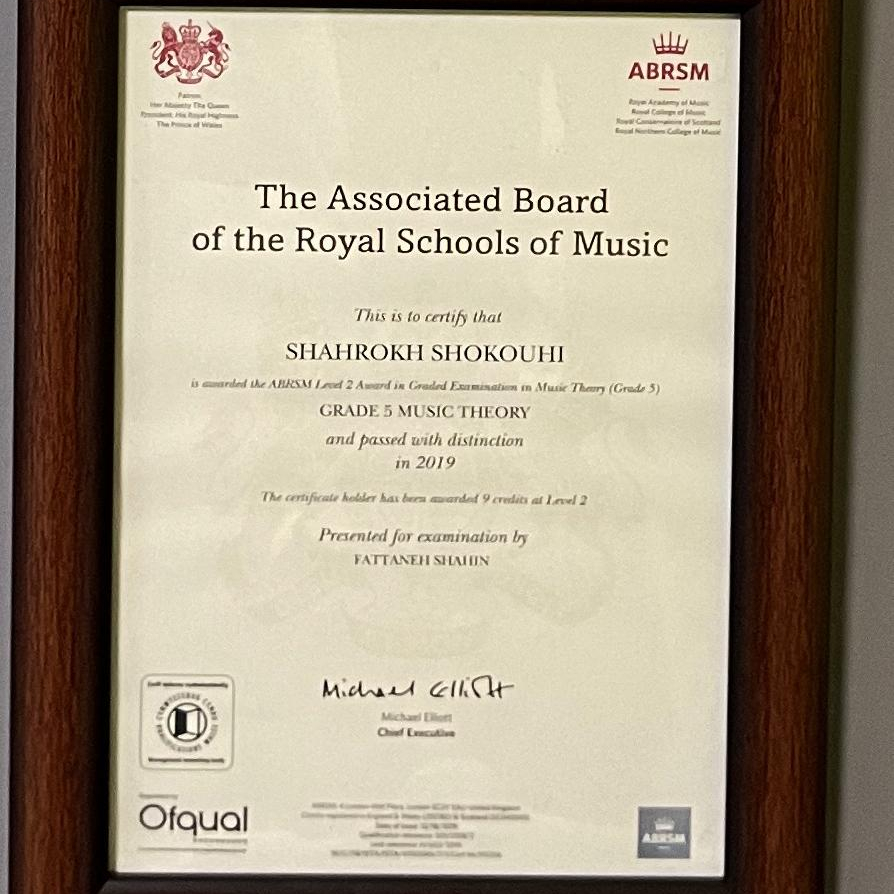 Patron
Her Majesty The Queen
President: His Royal Highness
The Prince of Wales
ABRSM
Royal Academy of Music
Royal College of Music
Royal Conservatoire of Scotland
Royal Northern College of Music
The Associated Board
of the Royal Schools of Music
This is to certify that
SHAHROKH SHOKOUHI
is awarded the ABRSM Level 2 Award in Graded Examination in Music Theory (Grade 5)
GRADE 5 MUSIC THEORY
and passed with distinction
in 2019
The certificate holder has been awarded 9 credits at Level 2
Presented for examination by
FATTANEH SHAHIN
Michael Elliott
Michael Elliott
Chief Executive
Ofqual
ABRSM